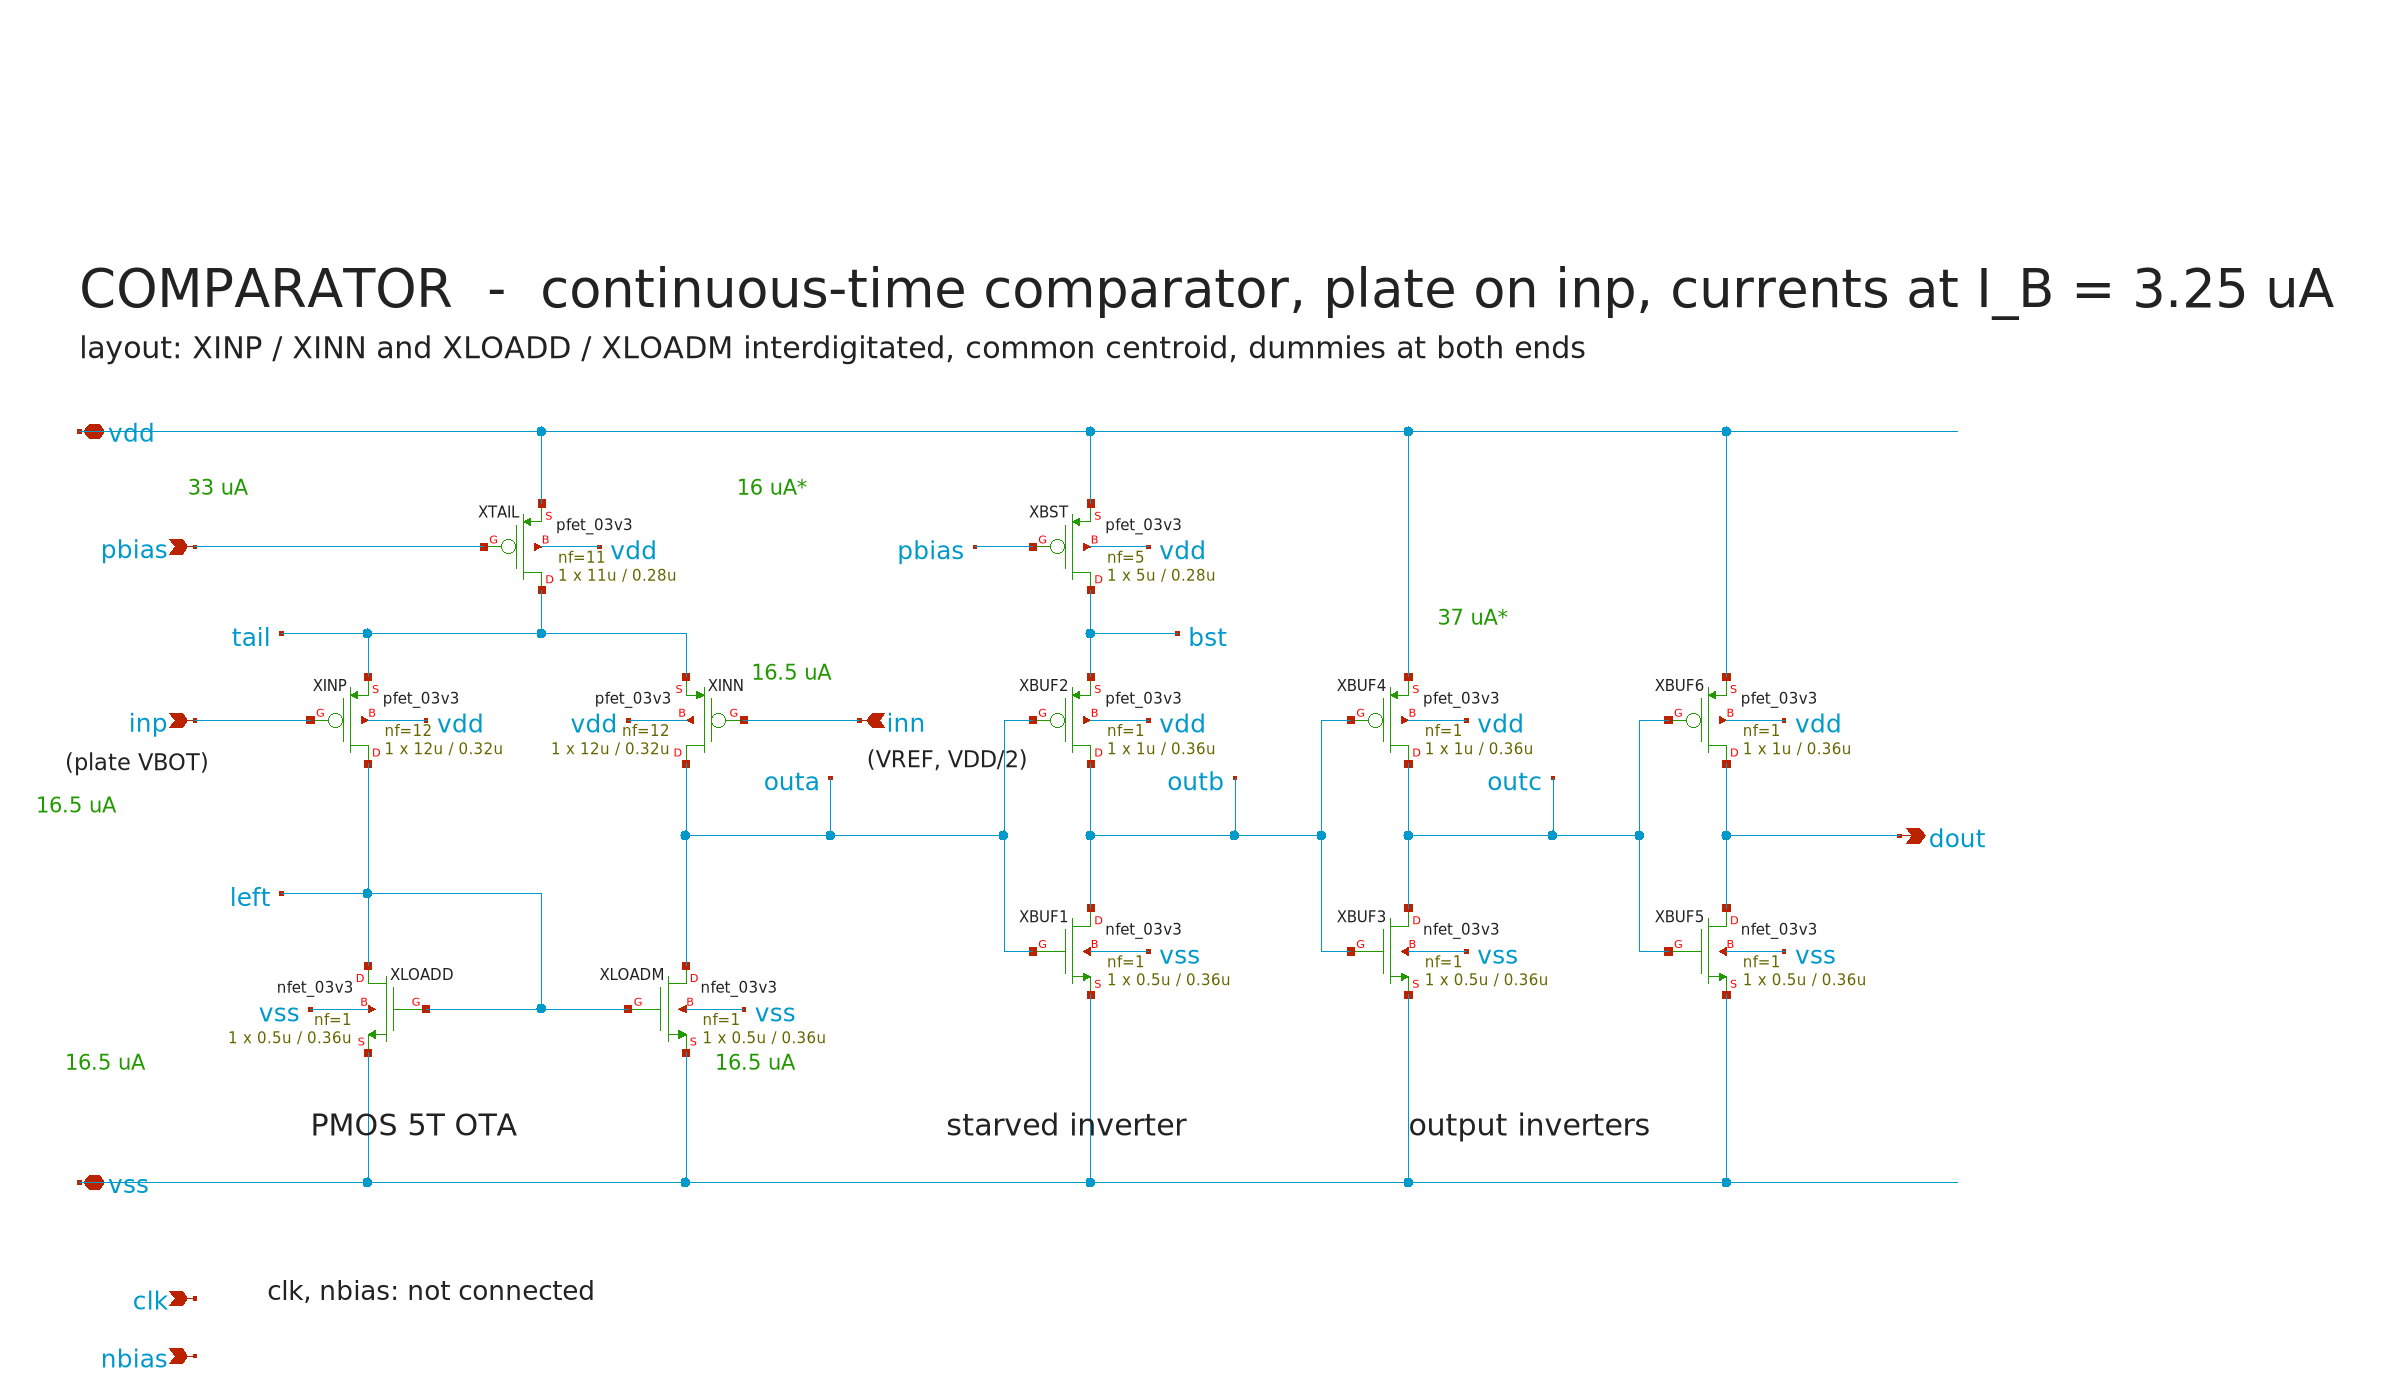 COMPARATOR  -  continuous-time comparator, plate on inp, currents at I_B = 3.25 uA
layout: XINP / XINN and XLOADD / XLOADM interdigitated, common centroid, dummies at both ends
vdd
33 uA
16 uA*
XTAIL
S
pfet_03v3
pbias
G
B
vdd
nf=11
D
1 x 11u / 0.28u
XBST
S
pfet_03v3
pbias
G
B
vdd
nf=5
D
1 x 5u / 0.28u
37 uA*
tail
bst
16.5 uA
XINP
S
pfet_03v3
inp
G
B
vdd
nf=12
D
1 x 12u / 0.32u
(plate VBOT)
16.5 uA
XINN
S
pfet_03v3
vdd
B
G
inn
nf=12
1 x 12u / 0.32u
D
(VREF, VDD/2)
outa
XBUF2
S
pfet_03v3
G
B
vdd
nf=1
D
1 x 1u / 0.36u
outb
XBUF4
S
pfet_03v3
G
B
vdd
nf=1
D
1 x 1u / 0.36u
outc
XBUF6
S
pfet_03v3
G
B
vdd
nf=1
D
1 x 1u / 0.36u
dout
left
XLOADD
D
nfet_03v3
vss
B
G
nf=1
1 x 0.5u / 0.36u
S
16.5 uA
XLOADM
D
nfet_03v3
G
B
vss
nf=1
S
1 x 0.5u / 0.36u
16.5 uA
XBUF1
D
nfet_03v3
G
B
vss
nf=1
S
1 x 0.5u / 0.36u
XBUF3
D
nfet_03v3
G
B
vss
nf=1
S
1 x 0.5u / 0.36u
XBUF5
D
nfet_03v3
G
B
vss
nf=1
S
1 x 0.5u / 0.36u
PMOS 5T OTA
starved inverter
output inverters
vss
clk
clk, nbias: not connected
nbias